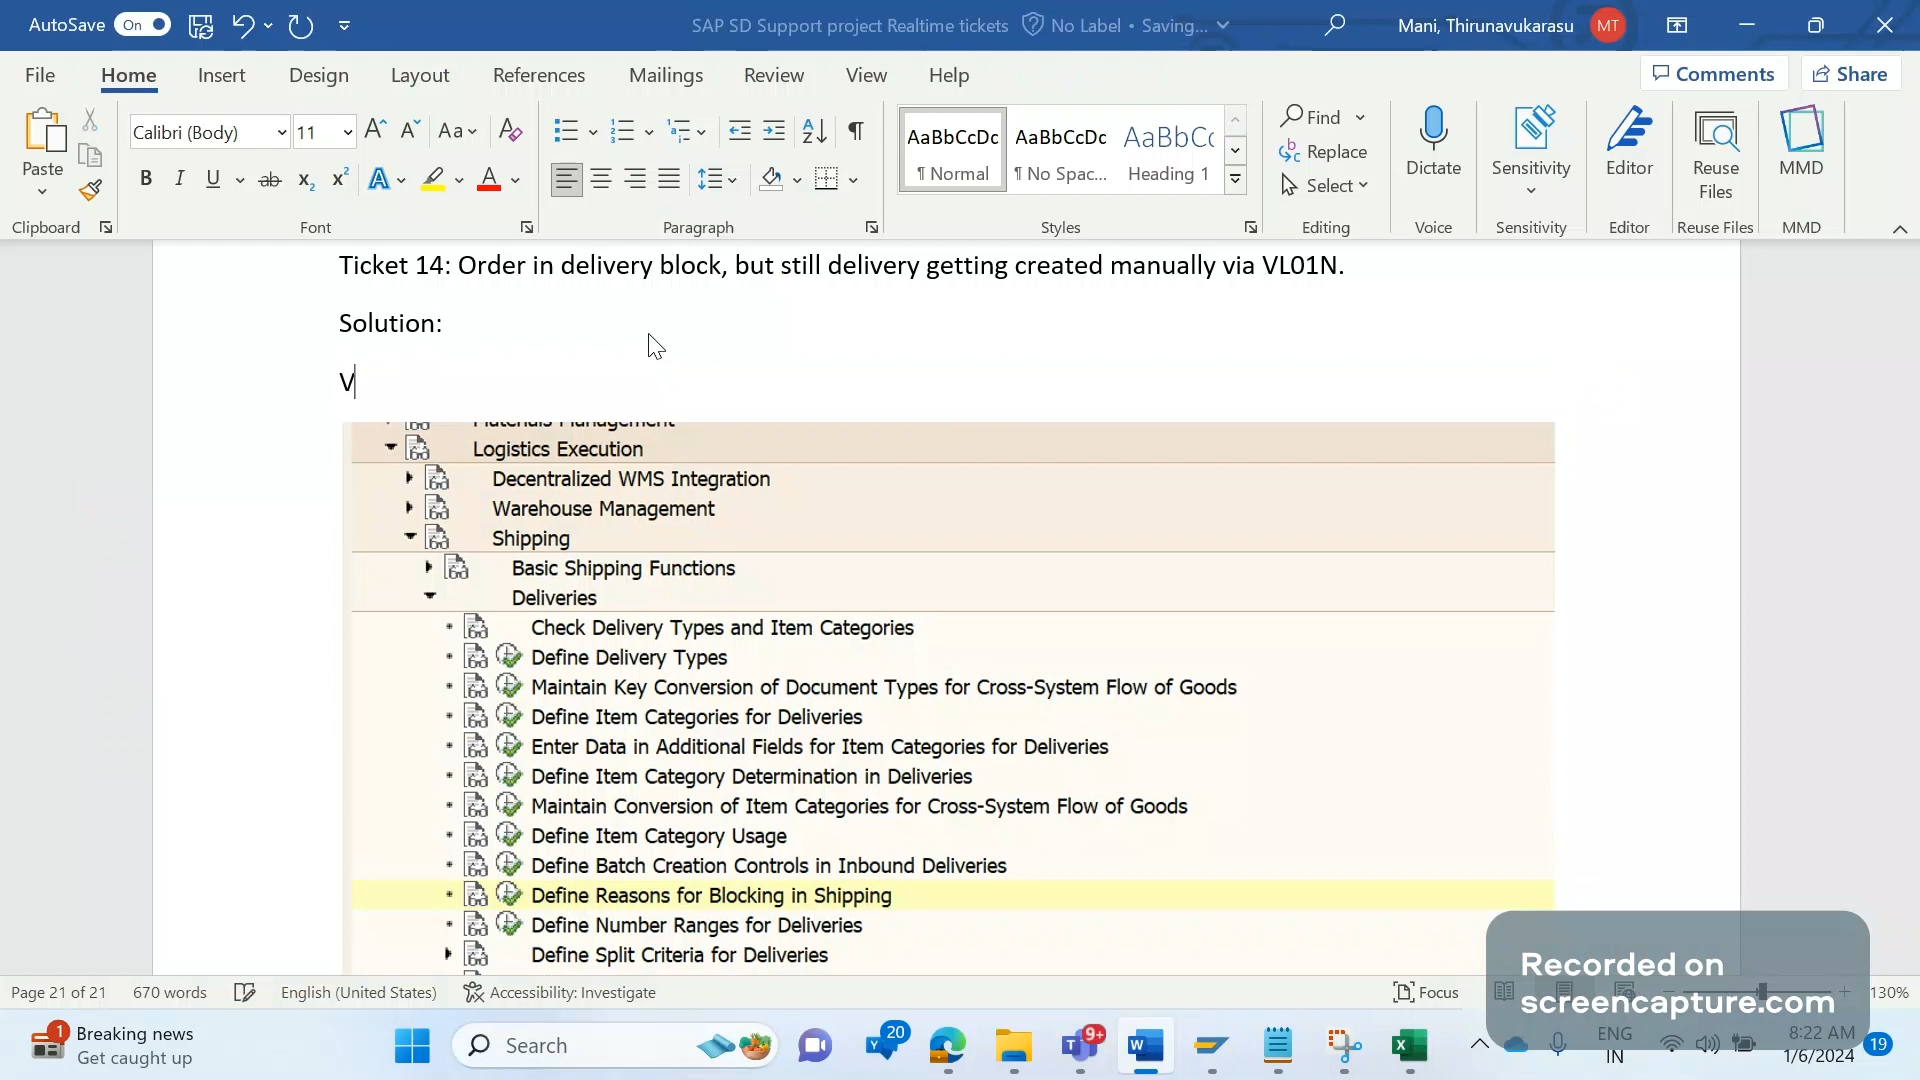 AutoSave On
SAP SD Support project Realtime tickets No Label • Saving...
Mani, Thirunavukarasu MT
File Home Insert Design Layout References Mailings Review View Help
Comments Share
Paste
Calibri (Body) 11
AaBbCcDc AaBbCcDc AaBbCc
¶ Normal ¶ No Spac... Heading 1
Find
Replace
Select
Dictate
Sensitivity
Editor
Reuse Files
MMD
Clipboard Font Paragraph Styles Editing Voice Sensitivity Editor Reuse Files MMD
Ticket 14: Order in delivery block, but still delivery getting created manually via VL01N.
Solution:
V
Materials Management
Logistics Execution
Decentralized WMS Integration
Warehouse Management
Shipping
Basic Shipping Functions
Deliveries
Check Delivery Types and Item Categories
Define Delivery Types
Maintain Key Conversion of Document Types for Cross-System Flow of Goods
Define Item Categories for Deliveries
Enter Data in Additional Fields for Item Categories for Deliveries
Define Item Category Determination in Deliveries
Maintain Conversion of Item Categories for Cross-System Flow of Goods
Define Item Category Usage
Define Batch Creation Controls in Inbound Deliveries
Define Reasons for Blocking in Shipping
Define Number Ranges for Deliveries
Define Split Criteria for Deliveries
Recorded on
screencapture.com
Page 21 of 21 670 words English (United States) Accessibility: Investigate Focus 130%
1 Breaking news
Get caught up
Search
20
9+
ENG
IN
8:22 AM
1/6/2024
19